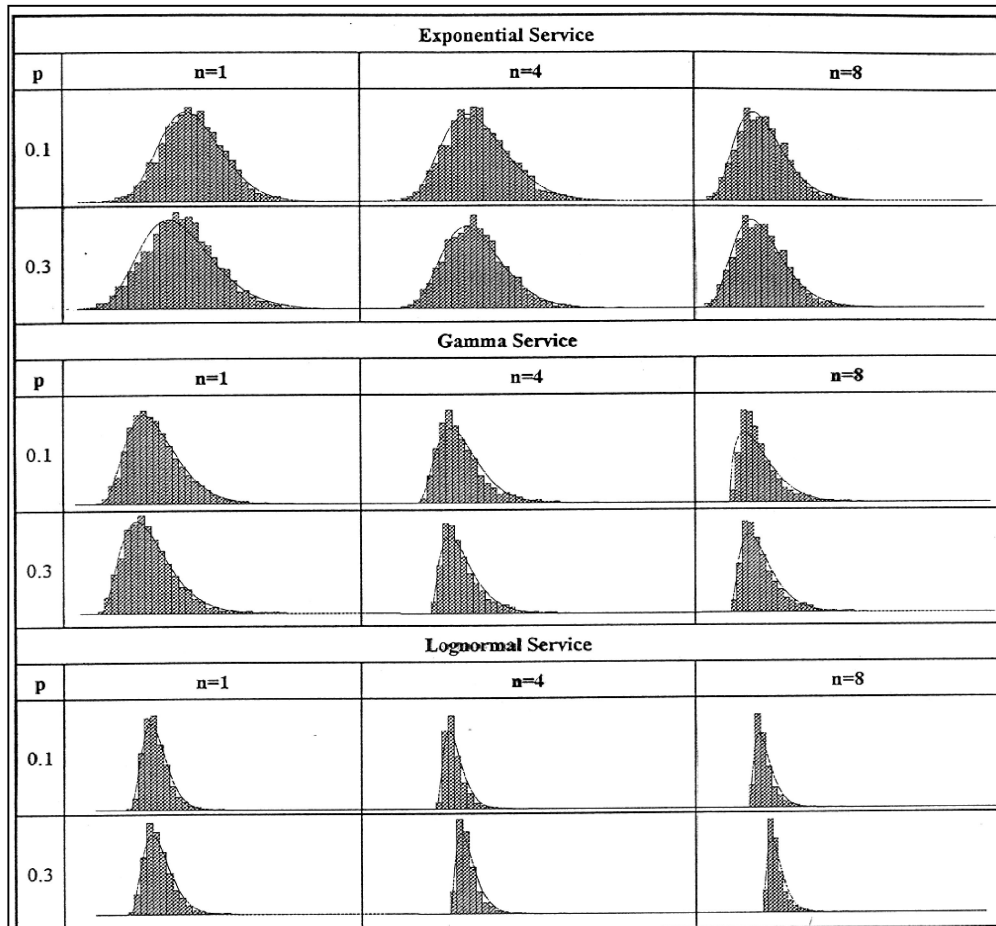 Exponential Service
p n=1 n=4 n=8
0.1
0.3
Gamma Service
p n=1 n=4 n=8
0.1
0.3
Lognormal Service
p n=1 n=4 n=8
0.1
0.3